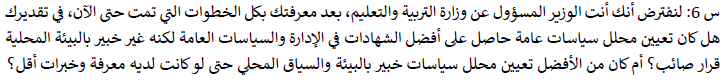 س 6: لنفترض أنك أنت الوزير المسؤول عن وزارة التربية والتعليم، بعد معرفتك بكل الخطوات التي تمت حتى الآن، في تقديرك
هل كان تعيين محلل سياسات عامة حاصل على أفضل الشهادات في الإدارة والسياسات العامة لكنه غير خبير بالبيئة المحلية
قرار صائب؟ أم كان من الأفضل تعيين محلل سياسات خبير بالبيئة والسياق المحلي حتى لو كانت لديه معرفة وخبرات أقل؟